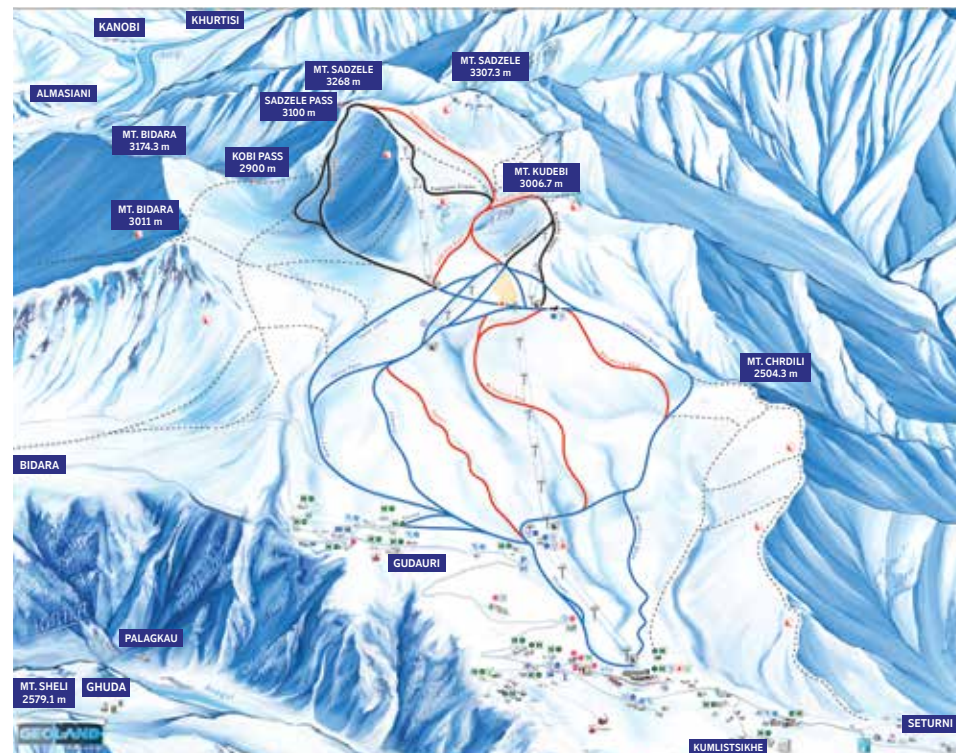 KANOBI
KHURTISI
MT. SADZELE
3307.3 m
MT. SADZELE
3268 m
ALMASIANI
SADZELE PASS
3100 m
MT. BIDARA
3174.3 m
KOBI PASS
2900 m
MT. KUDEBI
3006.7 m
MT. BIDARA
3011 m
MT. CHRDILI
2504.3 m
BIDARA
GUDAURI
PALAGKAU
MT. SHELI
2579.1 m
GHUDA
SETURNI
GEOLAND
KUMLISTSIKHE